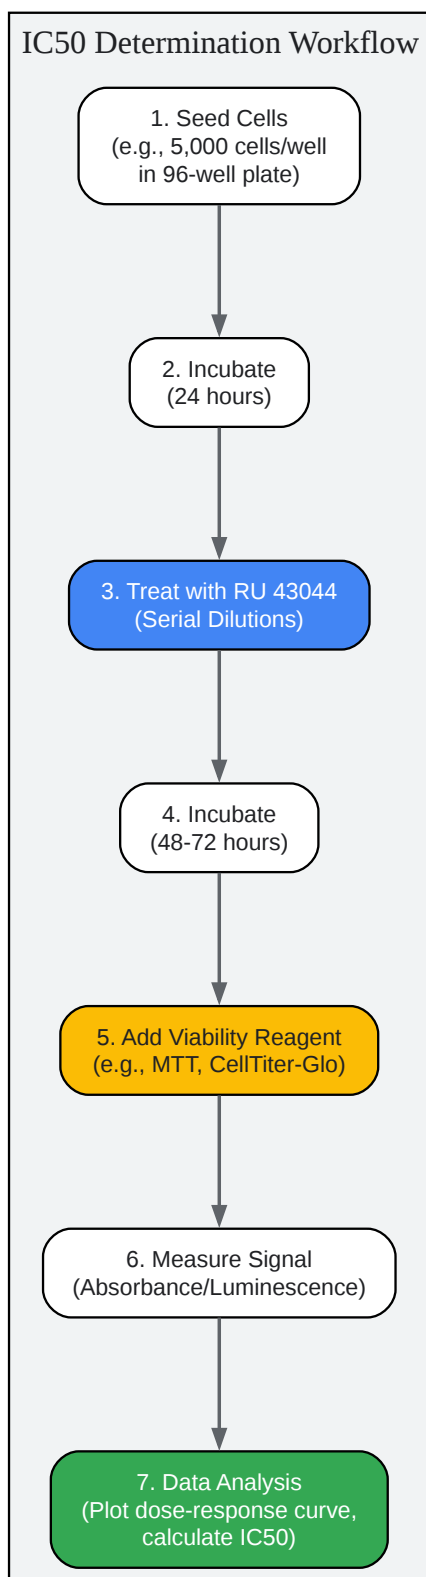 IC50 Determination Workflow
1. Seed Cells
(e.g., 5,000 cells/well
in 96-well plate)
2. Incubate
(24 hours)
3. Treat with RU 43044
(Serial Dilutions)
4. Incubate
(48-72 hours)
5. Add Viability Reagent
(e.g., MTT, CellTiter-Glo)
6. Measure Signal
(Absorbance/Luminescence)
7. Data Analysis
(Plot dose-response curve,
calculate IC50)